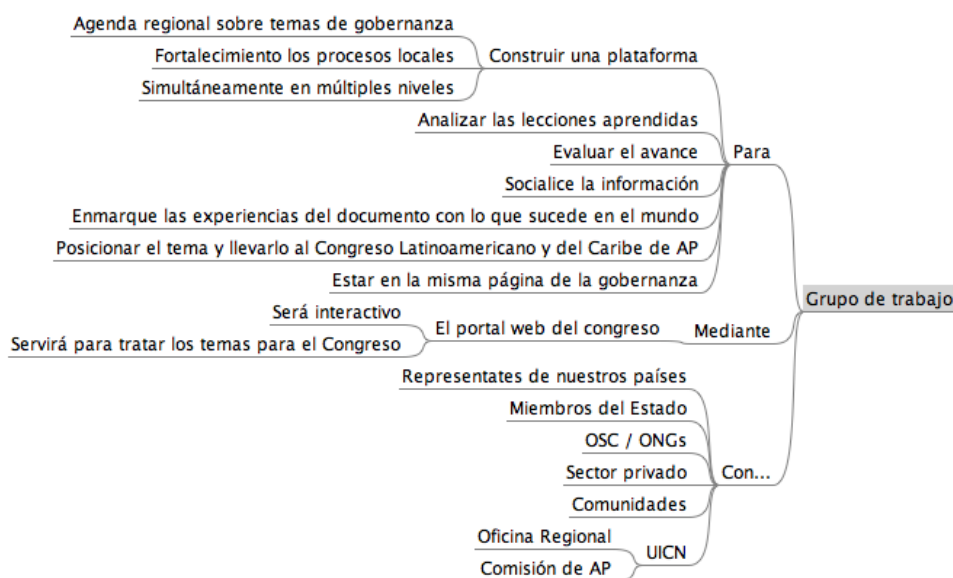 Agenda regional sobre temas de gobernanza
Fortalecimiento los procesos locales
Construir una plataforma
Simultáneamente en múltiples niveles
Analizar las lecciones aprendidas
Evaluar el avance
Para
Socialice la información
Enmarque las experiencias del documento con lo que sucede en el mundo
Posicionar el tema y llevarlo al Congreso Latinoamericano y del Caribe de AP
Estar en la misma página de la gobernanza
Grupo de trabajo
Será interactivo
El portal web del congreso
Mediante
Servirá para tratar los temas para el Congreso
Representates de nuestros países
Miembros del Estado
OSC / ONGs
Sector privado
Con...
Comunidades
Oficina Regional
UICN
Comisión de AP